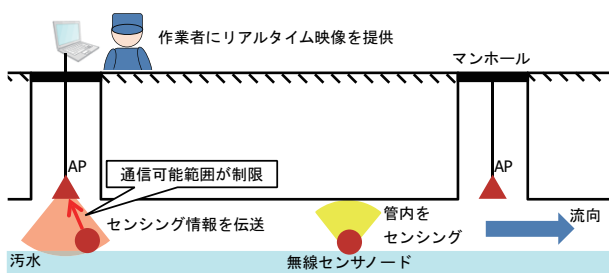 作業者にリアルタイム映像を提供
マンホール
AP
通信可能範囲が制限
AP
センシング情報を伝送
管内を
センシング
流向
汚水
無線センサノード